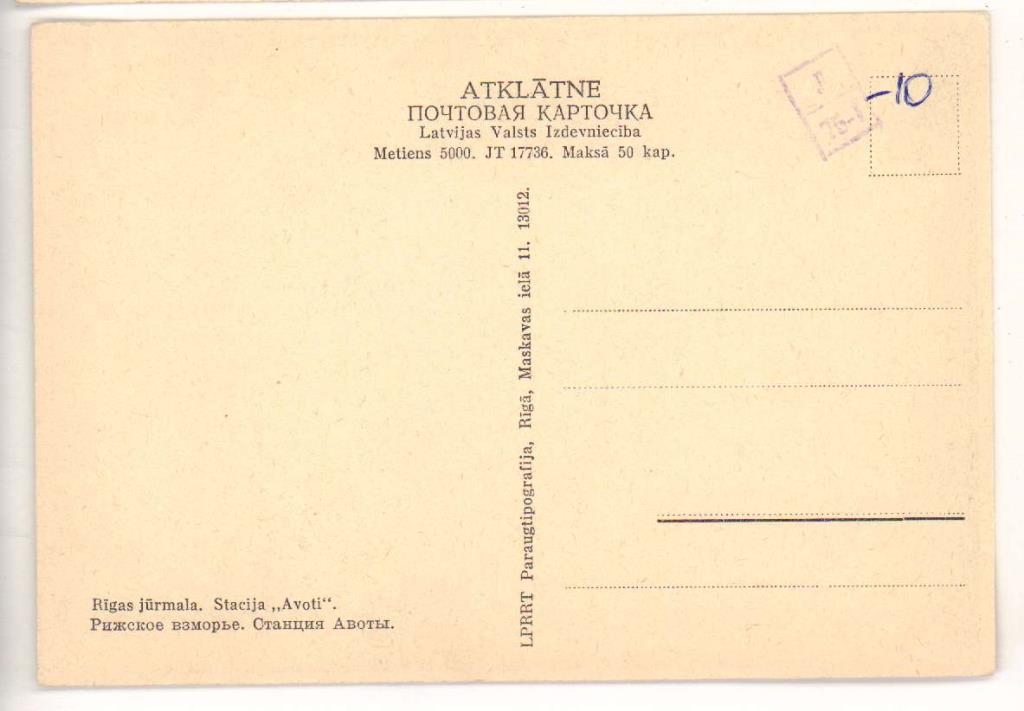 ATKLĀTNE
ПОЧТОВАЯ КАРТОЧКА
Latvijas Valsts Izdevniecība
Metiens 5000. JT 17736. Maksā 50 kap.
-10
LPRRT Paraugtipografija, Rīgā, Maskavas ielā 11. 13012.
Rīgas jūrmala. Stacija „Avoti“.
Рижское взморье. Станция Авоты.